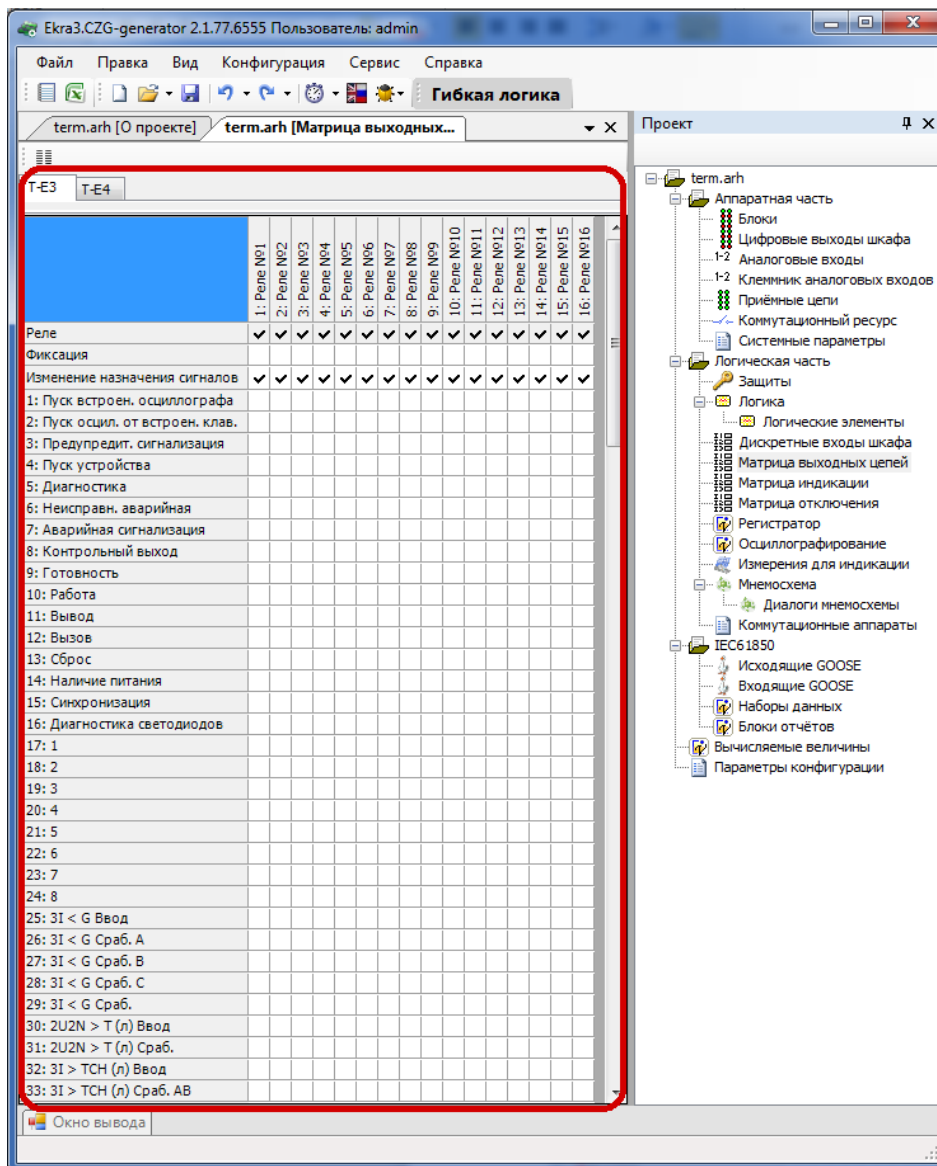 Ekra3.CZG-generator 2.1.77.6555 Пользователь: admin
Файл Правка Вид Конфигурация Сервис Справка
Гибкая логика
term.arh [О проекте] term.arh [Матрица выходных...
T-E3 T-E4
1: Реле №1
2: Реле №2
3: Реле №3
4: Реле №4
5: Реле №5
6: Реле №6
7: Реле №7
8: Реле №8
9: Реле №9
10: Реле №10
11: Реле №11
12: Реле №12
13: Реле №13
14: Реле №14
15: Реле №15
16: Реле №16
Реле
Фиксация
Изменение назначения сигналов
1: Пуск встроен. осциллографа
2: Пуск осцил. от встроен. клав.
3: Предупредит. сигнализация
4: Пуск устройства
5: Диагностика
6: Неисправн. аварийная
7: Аварийная сигнализация
8: Контрольный выход
9: Готовность
10: Работа
11: Вывод
12: Вызов
13: Сброс
14: Наличие питания
15: Синхронизация
16: Диагностика светодиодов
17: 1
18: 2
19: 3
20: 4
21: 5
22: 6
23: 7
24: 8
25: 3I < G Ввод
26: 3I < G Сраб. A
27: 3I < G Сраб. B
28: 3I < G Сраб. C
29: 3I < G Сраб.
30: 2U2N > T (л) Ввод
31: 2U2N > T (л) Сраб.
32: 3I > TCH (л) Ввод
33: 3I > TCH (л) Сраб. AB
Окно вывода
Проект
term.arh
Аппаратная часть
Блоки
Цифровые выходы шкафа
1-2 Аналоговые входы
1-2 Клеммник аналоговых входов
Приёмные цепи
Коммутационный ресурс
Системные параметры
Логическая часть
Защиты
Логика
Логические элементы
Дискретные входы шкафа
Матрица выходных цепей
Матрица индикации
Матрица отключения
Регистратор
Осциллографирование
Измерения для индикации
Мнемосхема
Диалоги мнемосхемы
Коммутационные аппараты
IEC61850
Исходящие GOOSE
Входящие GOOSE
Наборы данных
Блоки отчётов
Вычисляемые величины
Параметры конфигурации